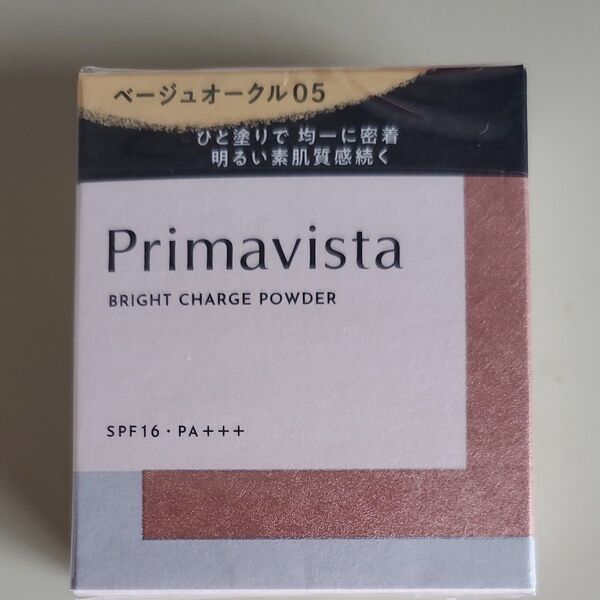 ベージュオークル05
ひと塗りで 均一に密着
明るい素肌質感続く
Primavista
BRIGHT CHARGE POWDER
SPF16・PA+++